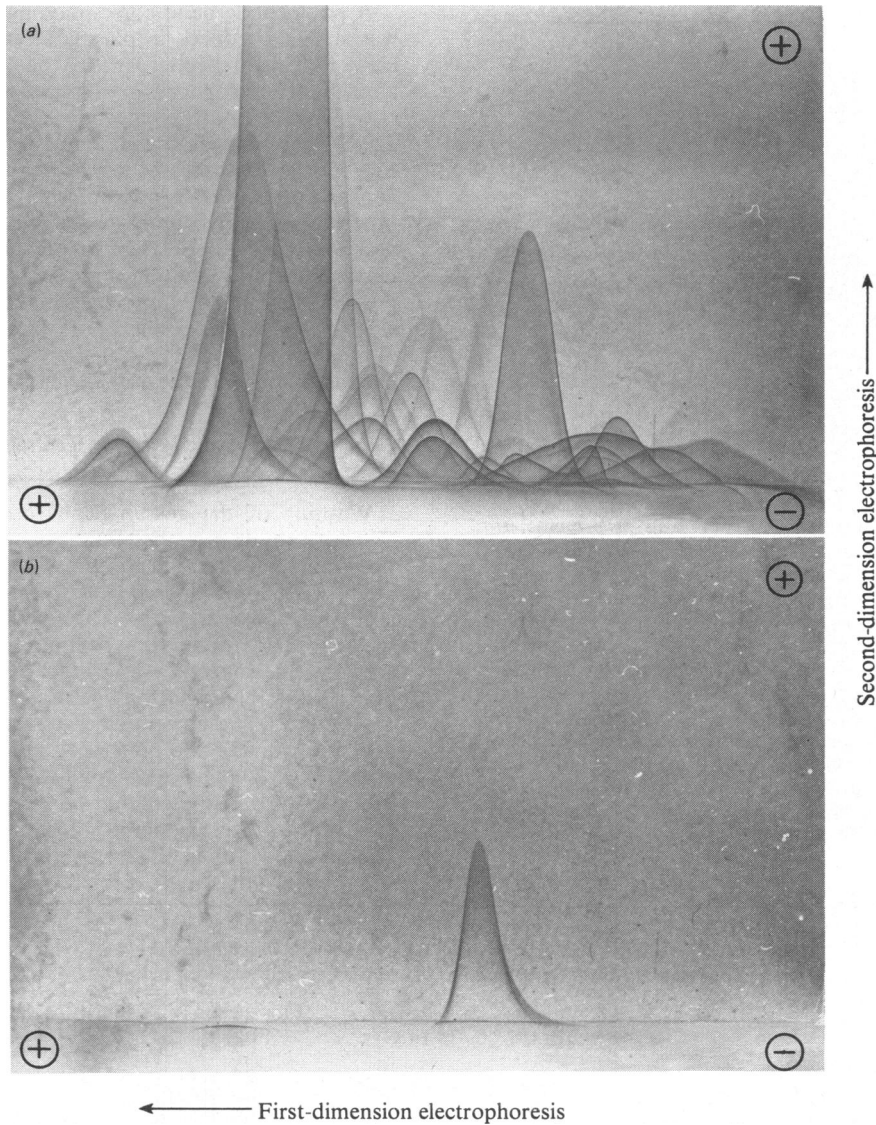 (a)
+
+
−
(b)
+
+
−
Second-dimension electrophoresis
First-dimension electrophoresis